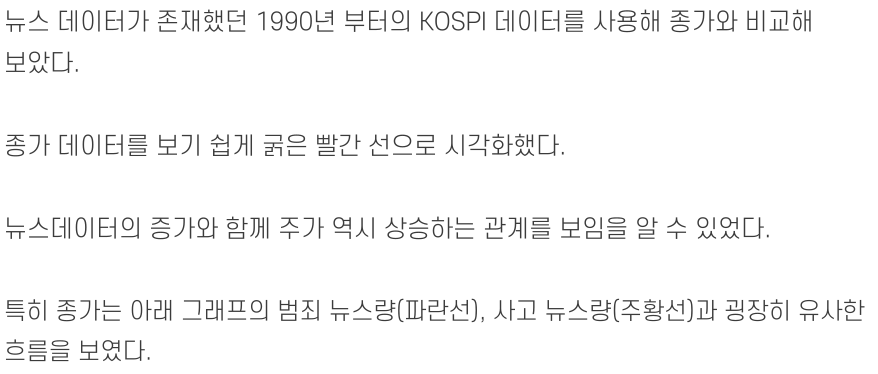 뉴스 데이터가 존재했던 1990년 부터의 KOSPI 데이터를 사용해 종가와 비교해
보았다.
종가 데이터를 보기 쉽게 굵은 빨간 선으로 시각화했다.
뉴스데이터의 증가와 함께 주가 역시 상승하는 관계를 보임을 알 수 있었다.
특히 종가는 아래 그래프의 범죄 뉴스량(파란선), 사고 뉴스량(주황선)과 굉장히 유사한
흐름을 보였다.